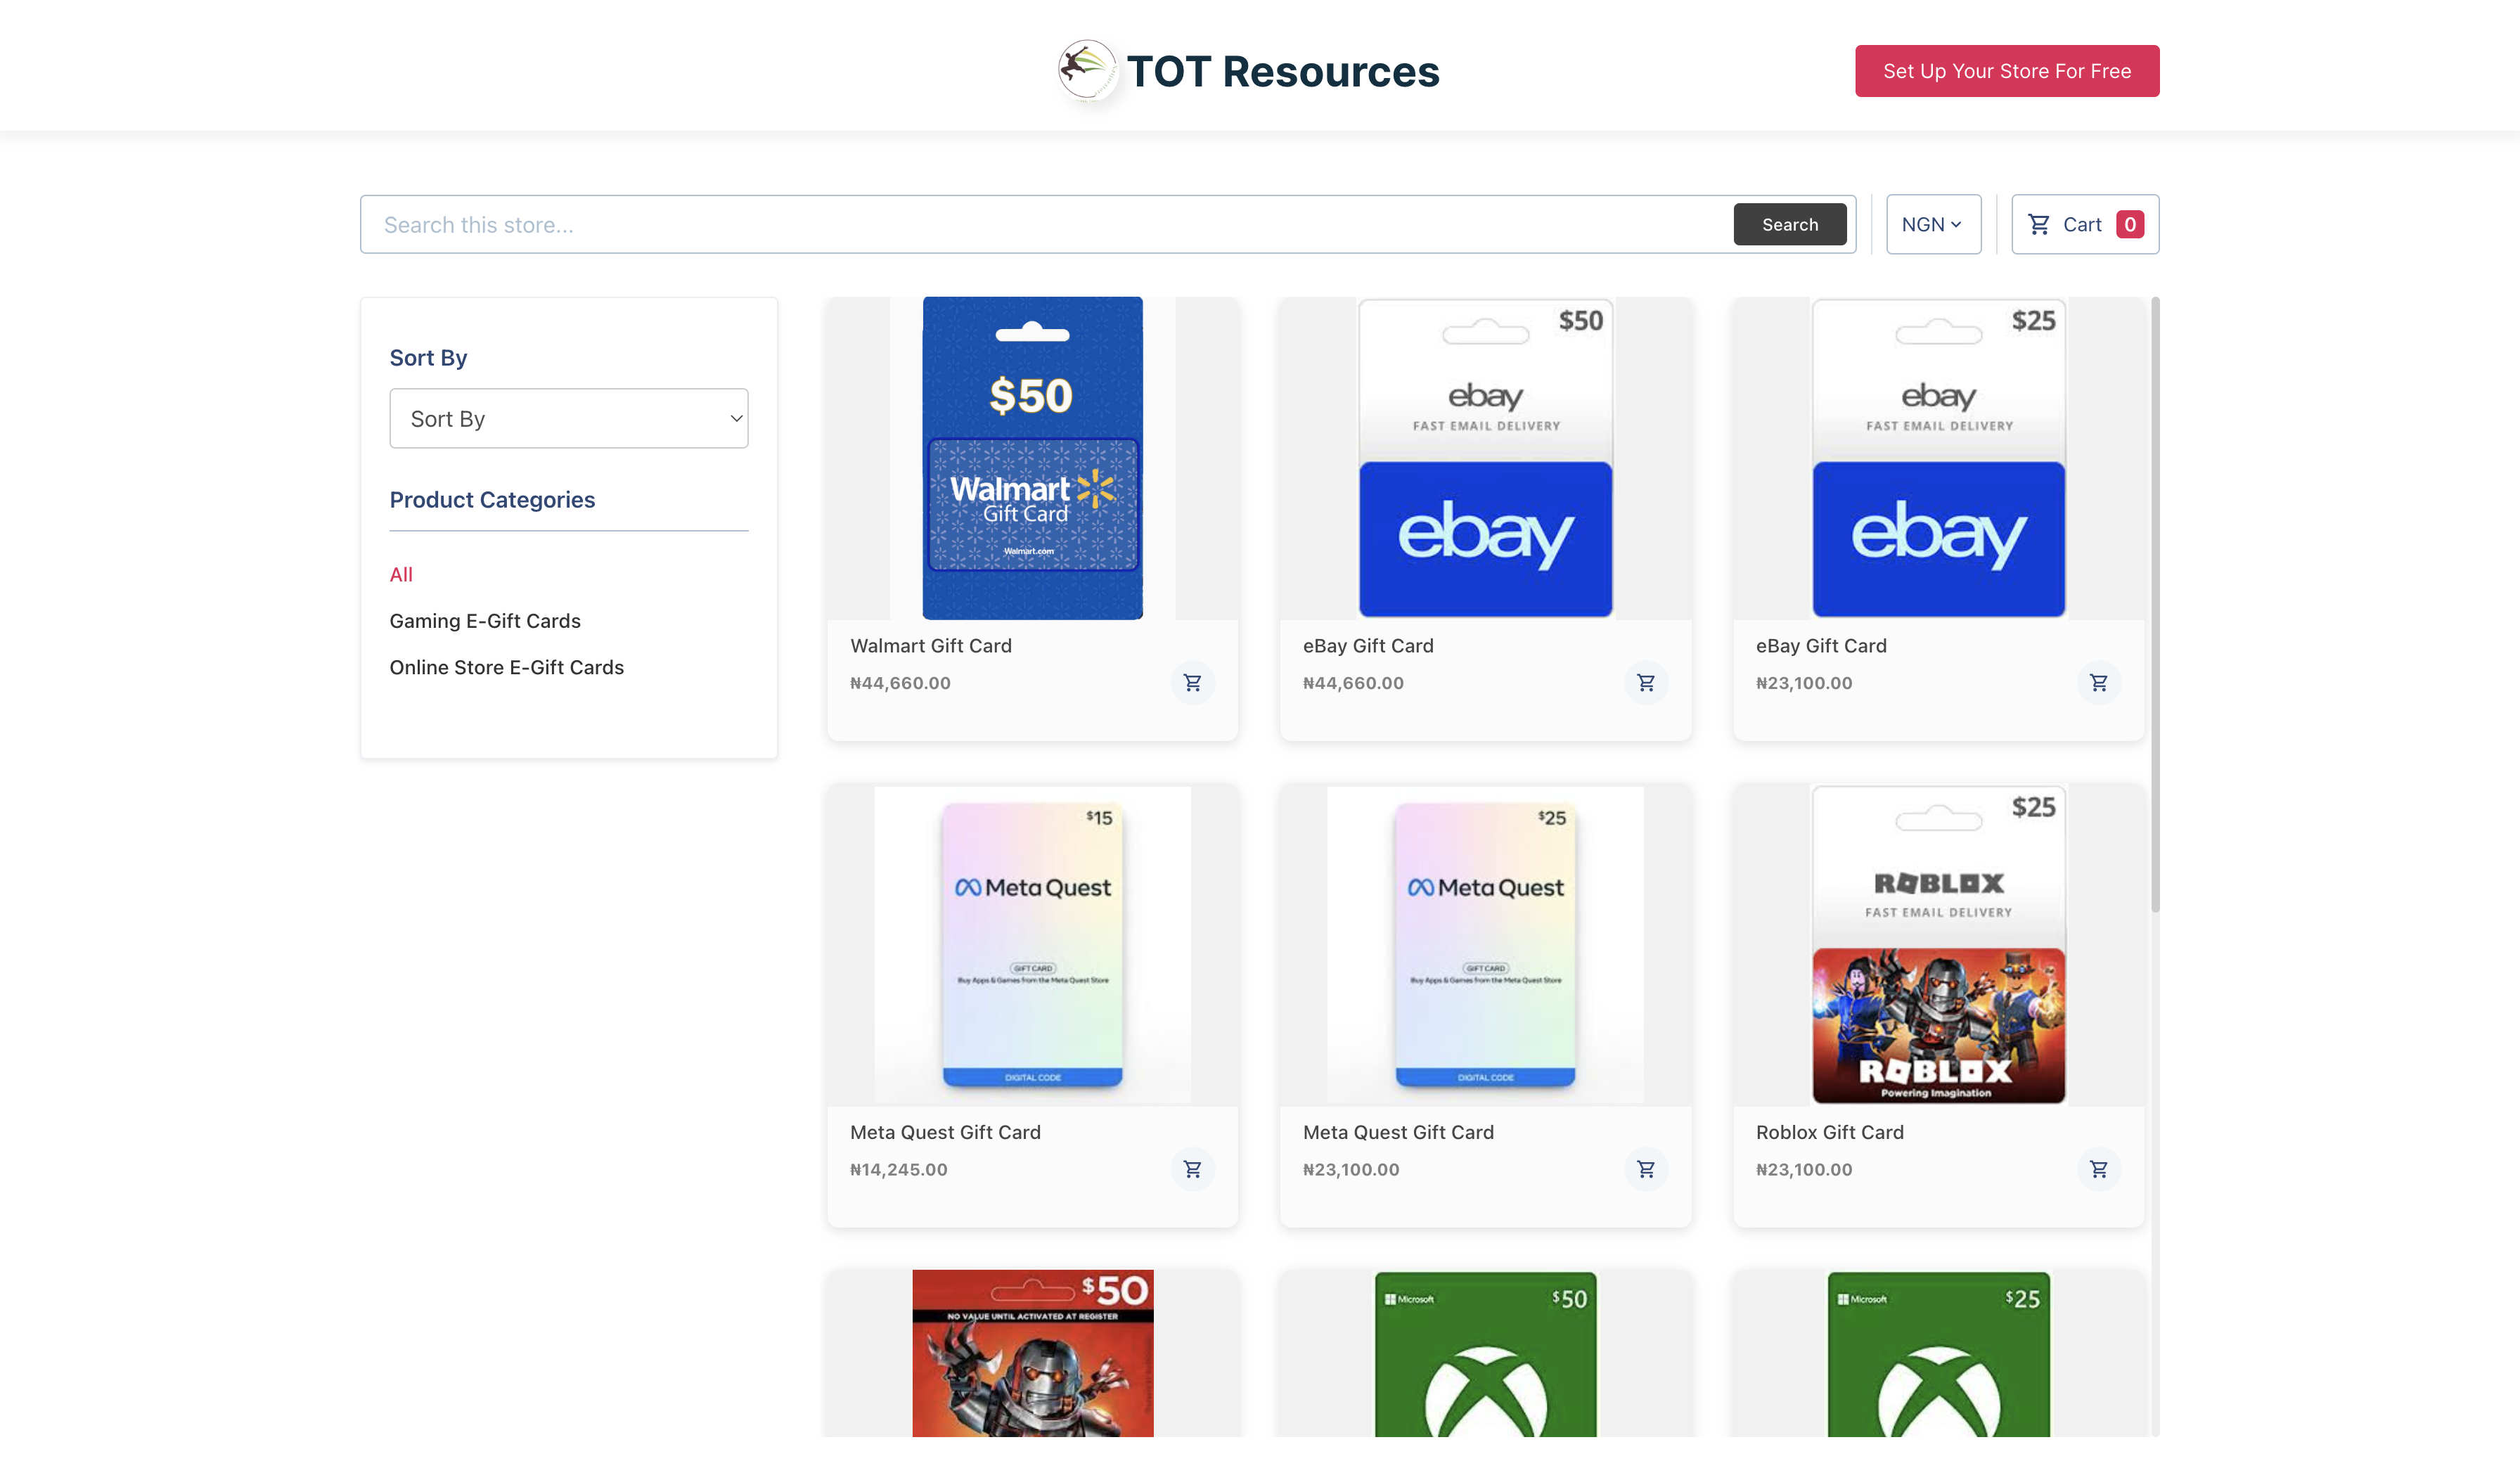 TOT Resources
Set Up Your Store For Free
Search this store...
Search
NGN
Cart 0
Sort By
Sort By
Product Categories
All
Gaming E-Gift Cards
Online Store E-Gift Cards
$50
Walmart
Gift Card
Walmart.com
Walmart Gift Card
₦44,660.00
$50
ebay
FAST EMAIL DELIVERY
ebay
eBay Gift Card
₦44,660.00
$25
ebay
FAST EMAIL DELIVERY
ebay
eBay Gift Card
₦23,100.00
$15
Meta Quest
GIFT CARD
Buy Apps & Games from the Meta Quest Store
DIGITAL CODE
Meta Quest Gift Card
₦14,245.00
$25
Meta Quest
GIFT CARD
Buy Apps & Games from the Meta Quest Store
DIGITAL CODE
Meta Quest Gift Card
₦23,100.00
$25
ROBLOX
FAST EMAIL DELIVERY
ROBLOX
Powering Imagination
Roblox Gift Card
₦23,100.00
$50
NO VALUE UNTIL ACTIVATED AT REGISTER
Microsoft
$50
Microsoft
$25